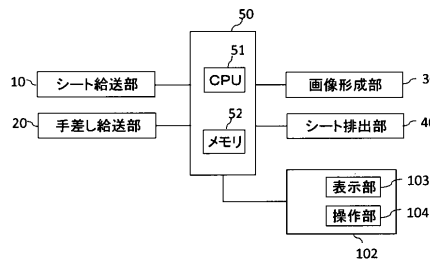 50
51
CPU
10
シート給送部
画像形成部
3
52
20
手差し給送部
メモリ
シート排出部
4
表示部
103
操作部
104
102